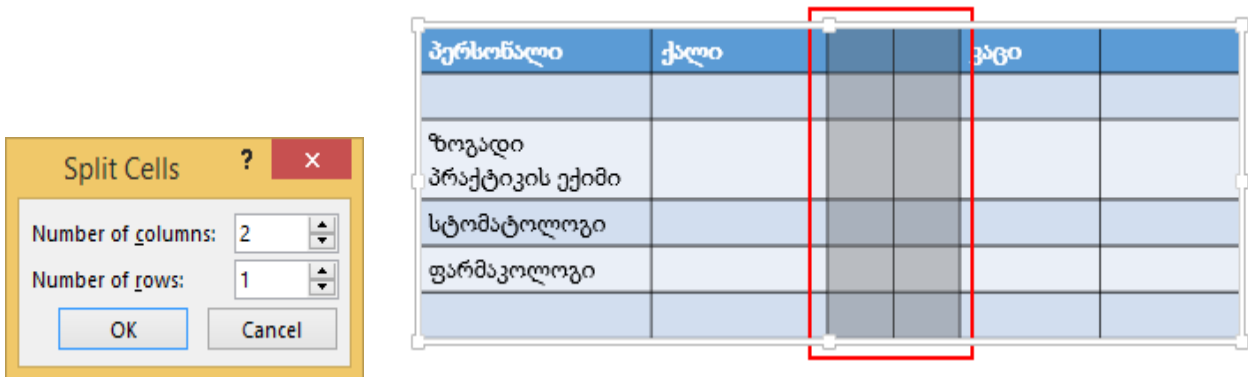 Split Cells ?
Number of columns: 2
Number of rows: 1
OK Cancel
პერსონალი ქალი კაცი
ზოგადი
პრაქტიკის ექიმი
სტომატოლოგი
ფარმაკოლოგი